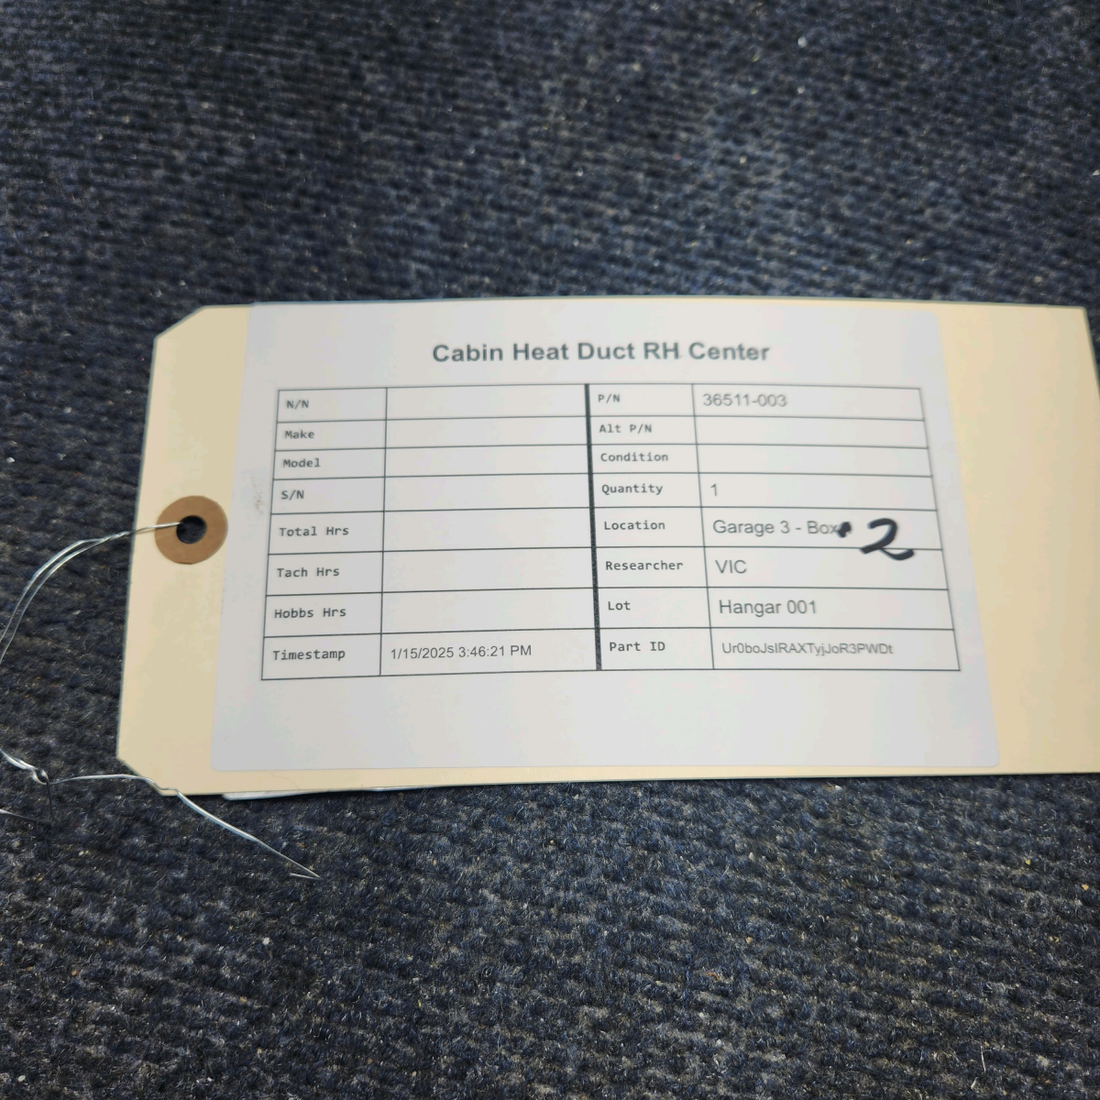 Cabin Heat Duct RH Center
N/N P/N 36511-003
Make Alt P/N
Model Condition
S/N Quantity 1
Total Hrs Location Garage 3 - Box 2
Tach Hrs Researcher VIC
Hobbs Hrs Lot Hangar 001
Timestamp 1/15/2025 3:46:21 PM Part ID Ur0boJsIRAXTyjJoR3PWDt